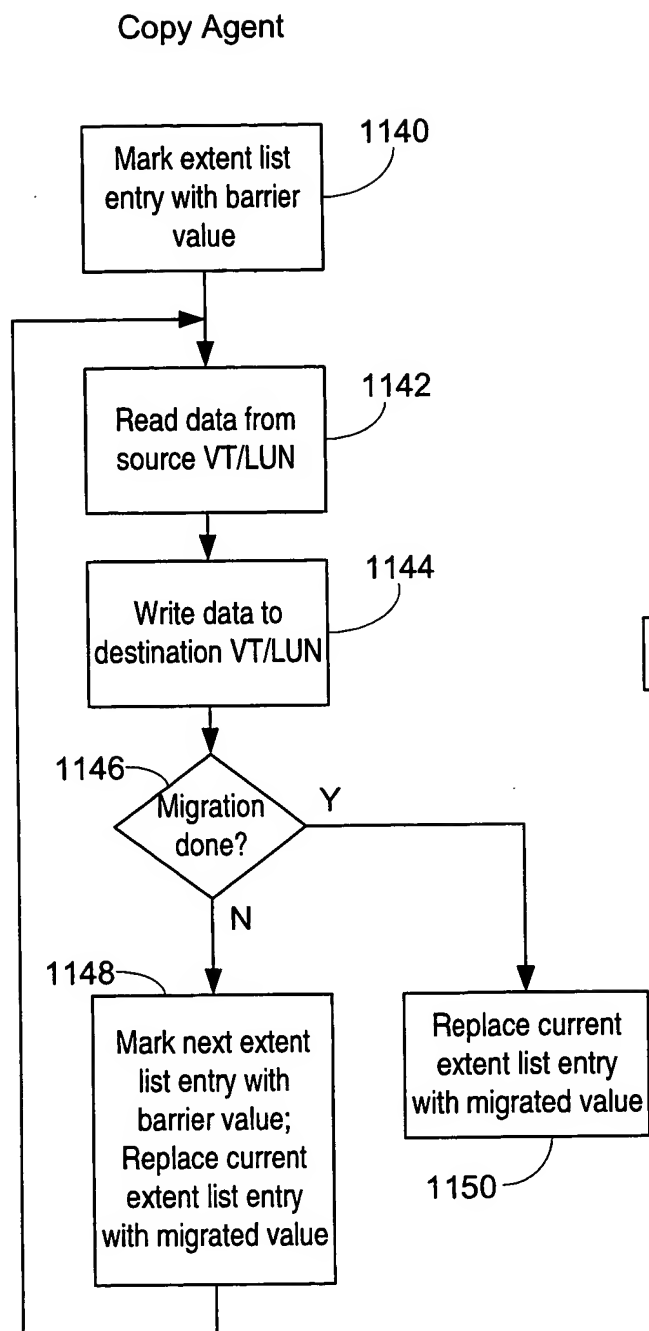 Copy Agent
1140
Mark extent list
entry with barrier
value
1142
Read data from
source VT/LUN
1144
Write data to
destination VT/LUN
1146
Migration
done?
Y
N
1148
Mark next extent
list entry with
barrier value;
Replace current
extent list entry
with migrated value
Replace current
extent list entry
with migrated value
1150